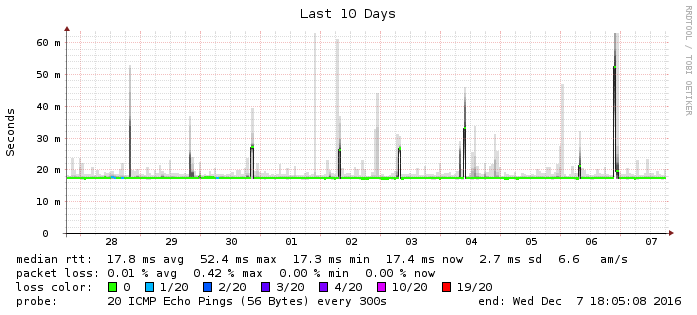 Last 10 Days
RRDTOOL / TOBI OETIKER
Seconds
60 m
50 m
40 m
30 m
20 m
10 m
0
28 29 30 01 02 03 04 05 06 07
median rtt: 17.8 ms avg 52.4 ms max 17.3 ms min 17.4 ms now 2.7 ms sd 6.6 am/s
packet loss: 0.01 % avg 0.42 % max 0.00 % min 0.00 % now
loss color: 0 1/20 2/20 3/20 4/20 10/20 19/20
probe: 20 ICMP Echo Pings (56 Bytes) every 300s end: Wed Dec 7 18:05:08 2016